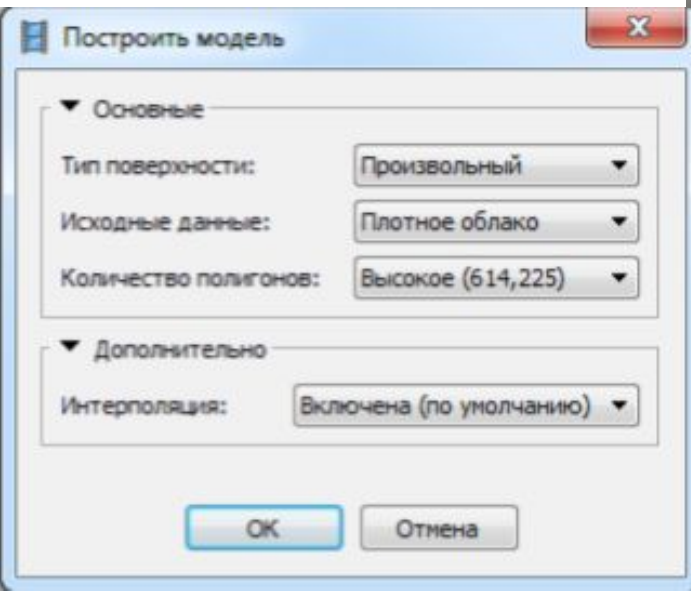 Построить модель
Основные
Тип поверхности: Произвольный
Исходные данные: Плотное облако
Количество полигонов: Высокое (614,225)
Дополнительно
Интерполяция: Включена (по умолчанию)
OK Отмена